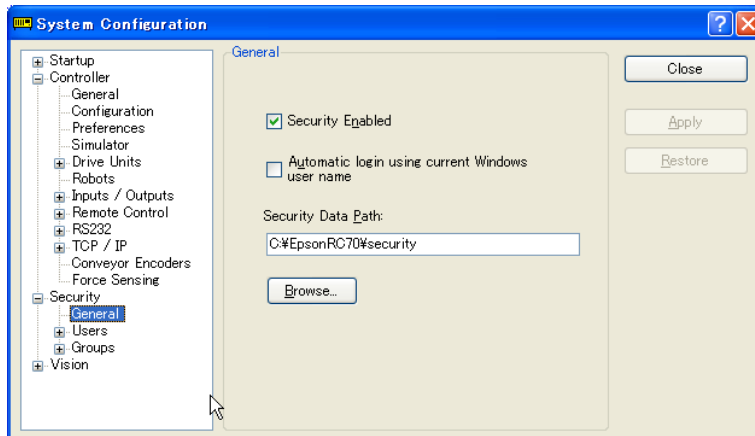 System Configuration
Startup
Controller
General
Configuration
Preferences
Simulator
Drive Units
Robots
Inputs / Outputs
Remote Control
RS232
TCP / IP
Conveyor Encoders
Force Sensing
Security
General
Users
Groups
Vision
General
Security Enabled
Automatic login using current Windows
user name
Security Data Path:
C:¥EpsonRC70¥security
Browse...
Close
Apply
Restore